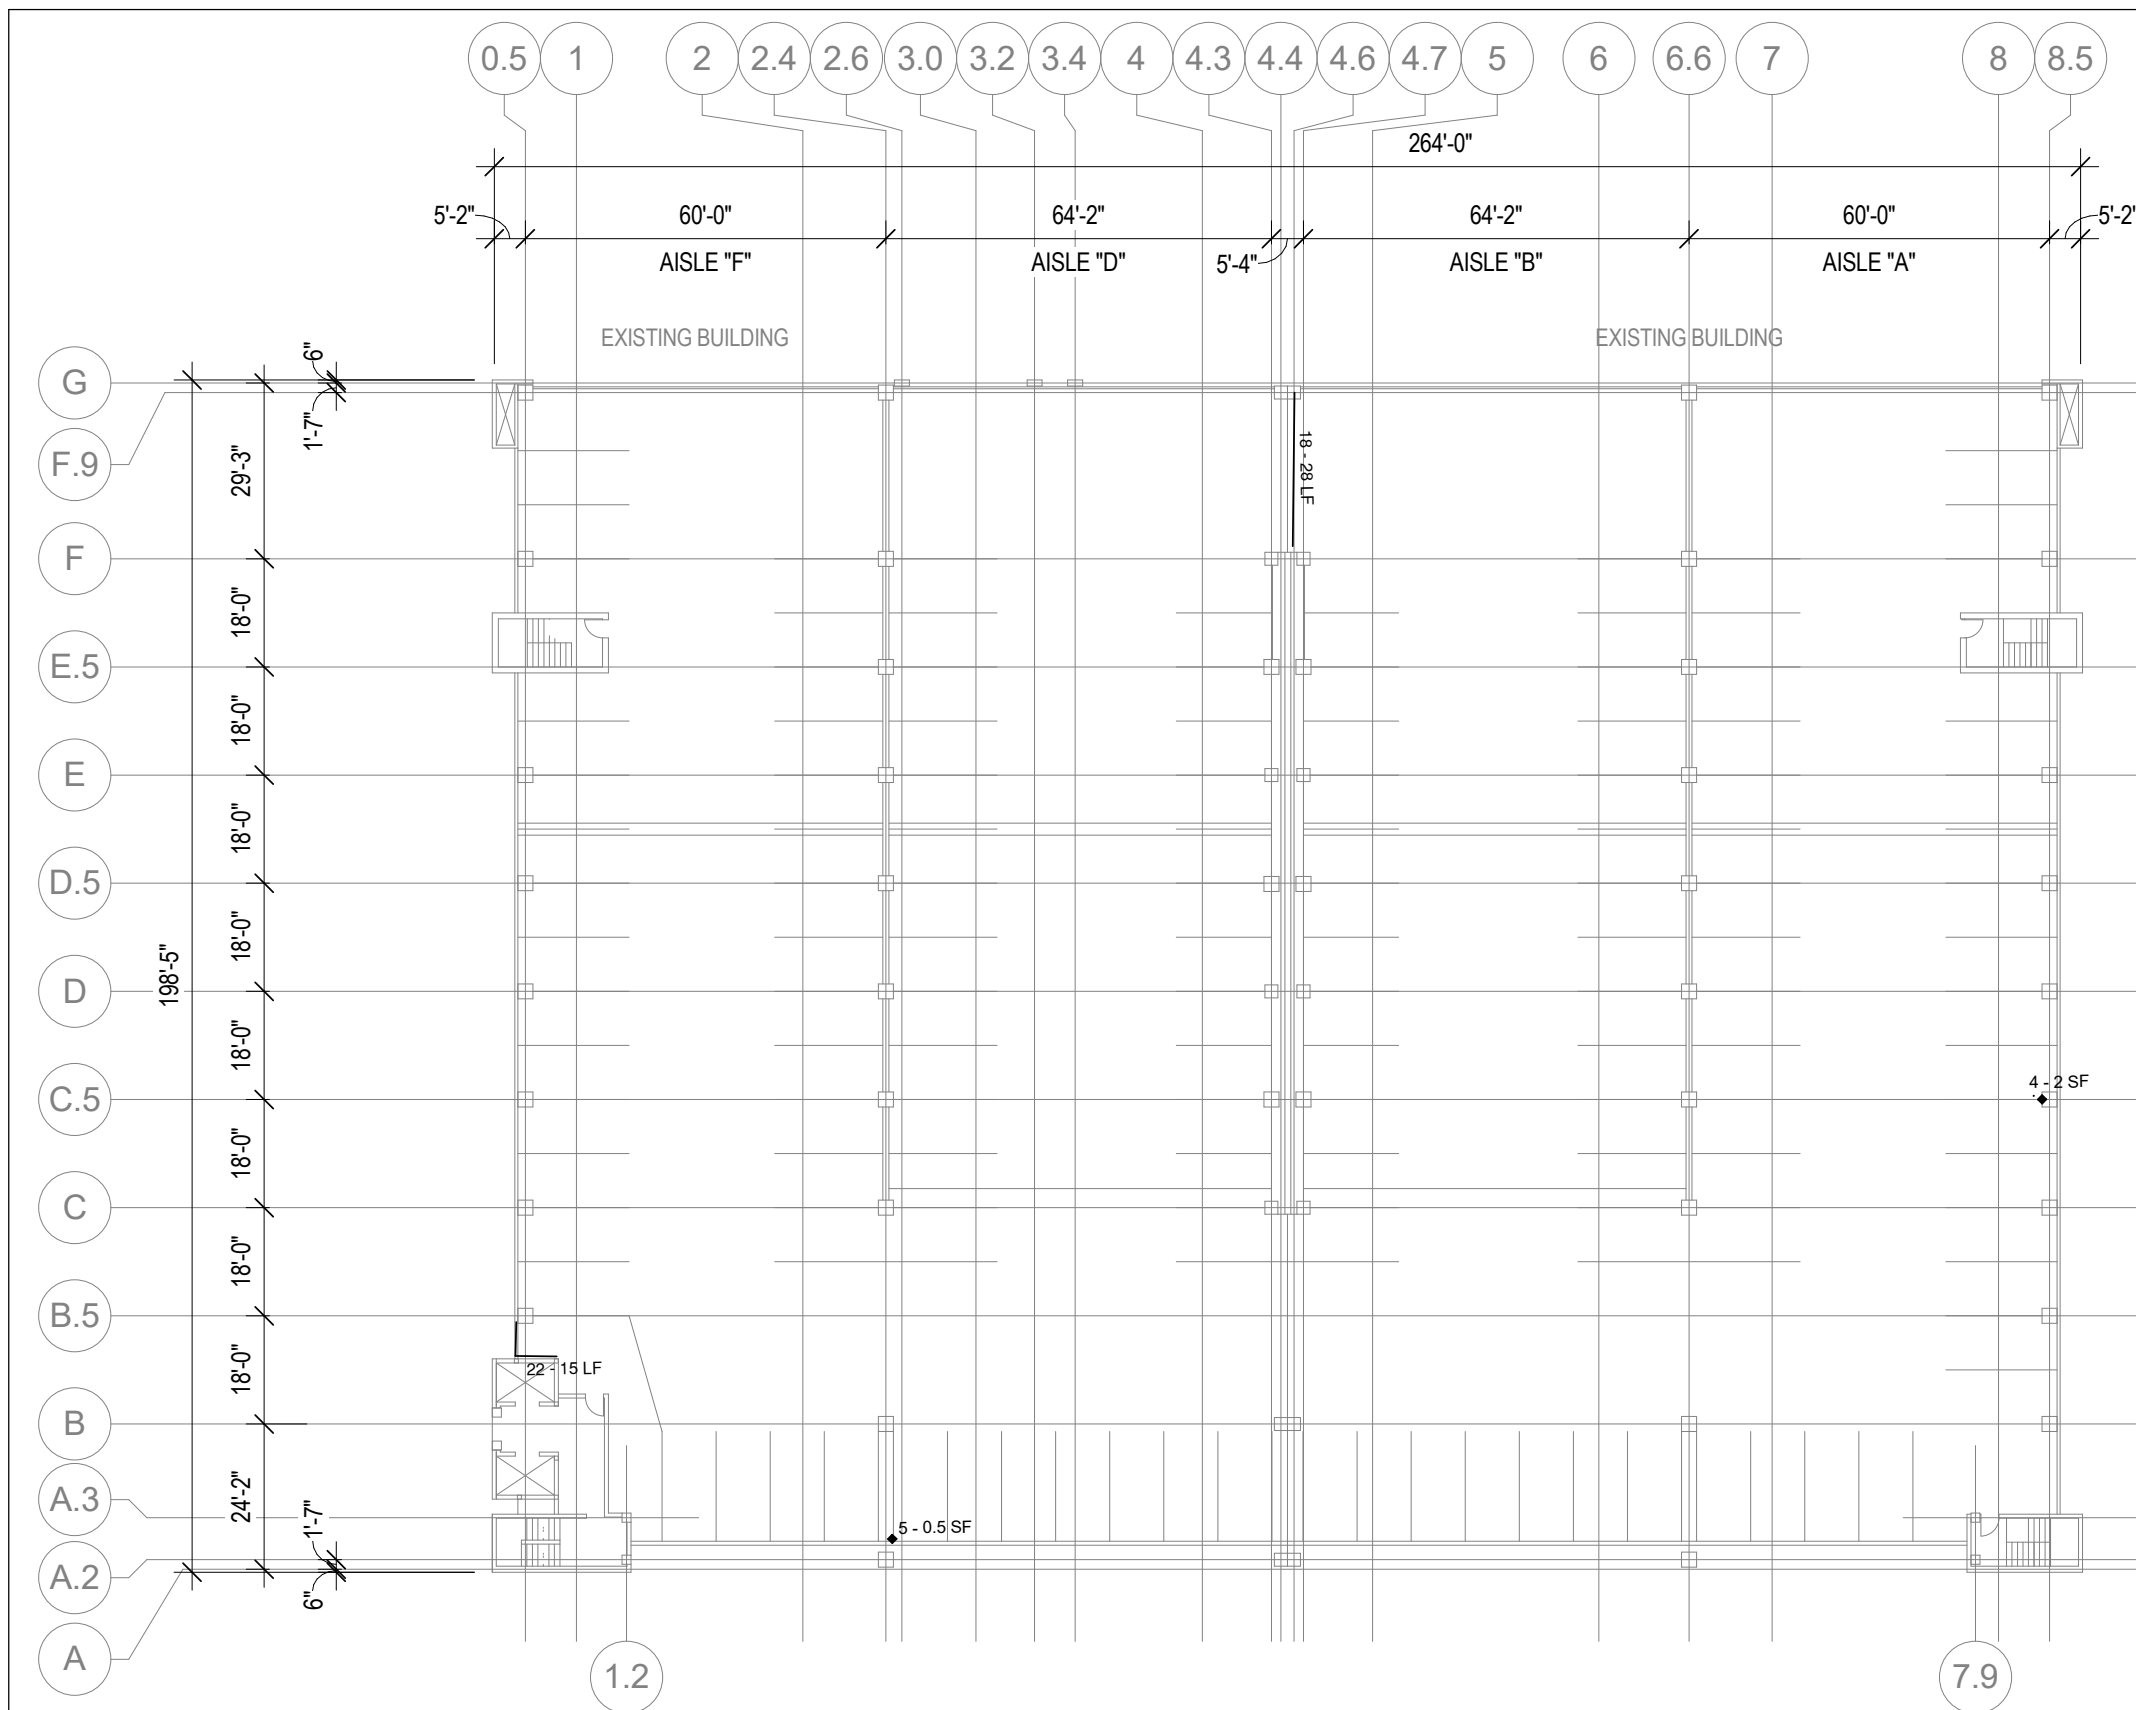 0.5 1 2 2.4 2.6 3.0 3.2 3.4 4 4.3 4.4 4.6 4.7 5 6 6.6 7 8 8.5
264'-0"
5'-2" 60'-0" 64'-2" 64'-2" 60'-0" 5'-2"
AISLE "F" AISLE "D" 5'-4" AISLE "B" AISLE "A"
EXISTING BUILDING EXISTING BUILDING
G
6"
1'-7"
F.9
29'-3"
18 - 28 LF
F
18'-0"
E.5
18'-0"
E
18'-0"
D.5
18'-0"
198'-5"
D
18'-0"
C.5
4 - 2 SF
18'-0"
C
18'-0"
B.5
22 - 15 LF
18'-0"
B
A.3
24'-2"
1'-7"
5 - 0.5 SF
A.2
6"
A
1.2 7.9